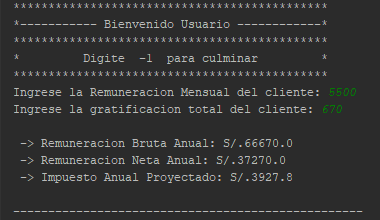 *********************************************
*----------- Bienvenido Usuario ------------*
*********************************************
*         Digite  -1  para culminar         *
*********************************************
Ingrese la Remuneracion Mensual del cliente: 5500
Ingrese la gratificacion total del cliente: 670
 -> Remuneracion Bruta Anual: S/.66670.0
 -> Remuneracion Neta Anual: S/.37270.0
 -> Impuesto Anual Proyectado: S/.3927.8
--------------------------------------------------